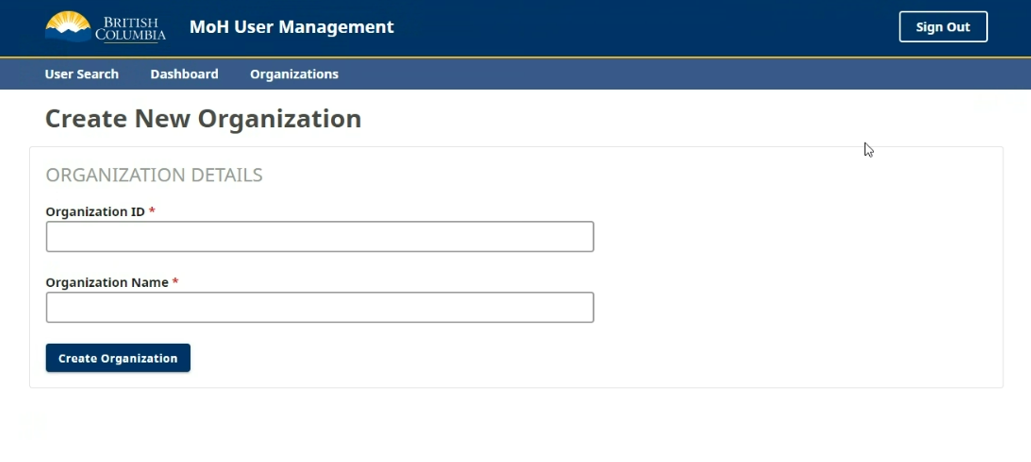 BRITISH
COLUMBIA
MoH User Management
Sign Out
User Search
Dashboard
Organizations
Create New Organization
ORGANIZATION DETAILS
Organization ID *
Organization Name *
Create Organization